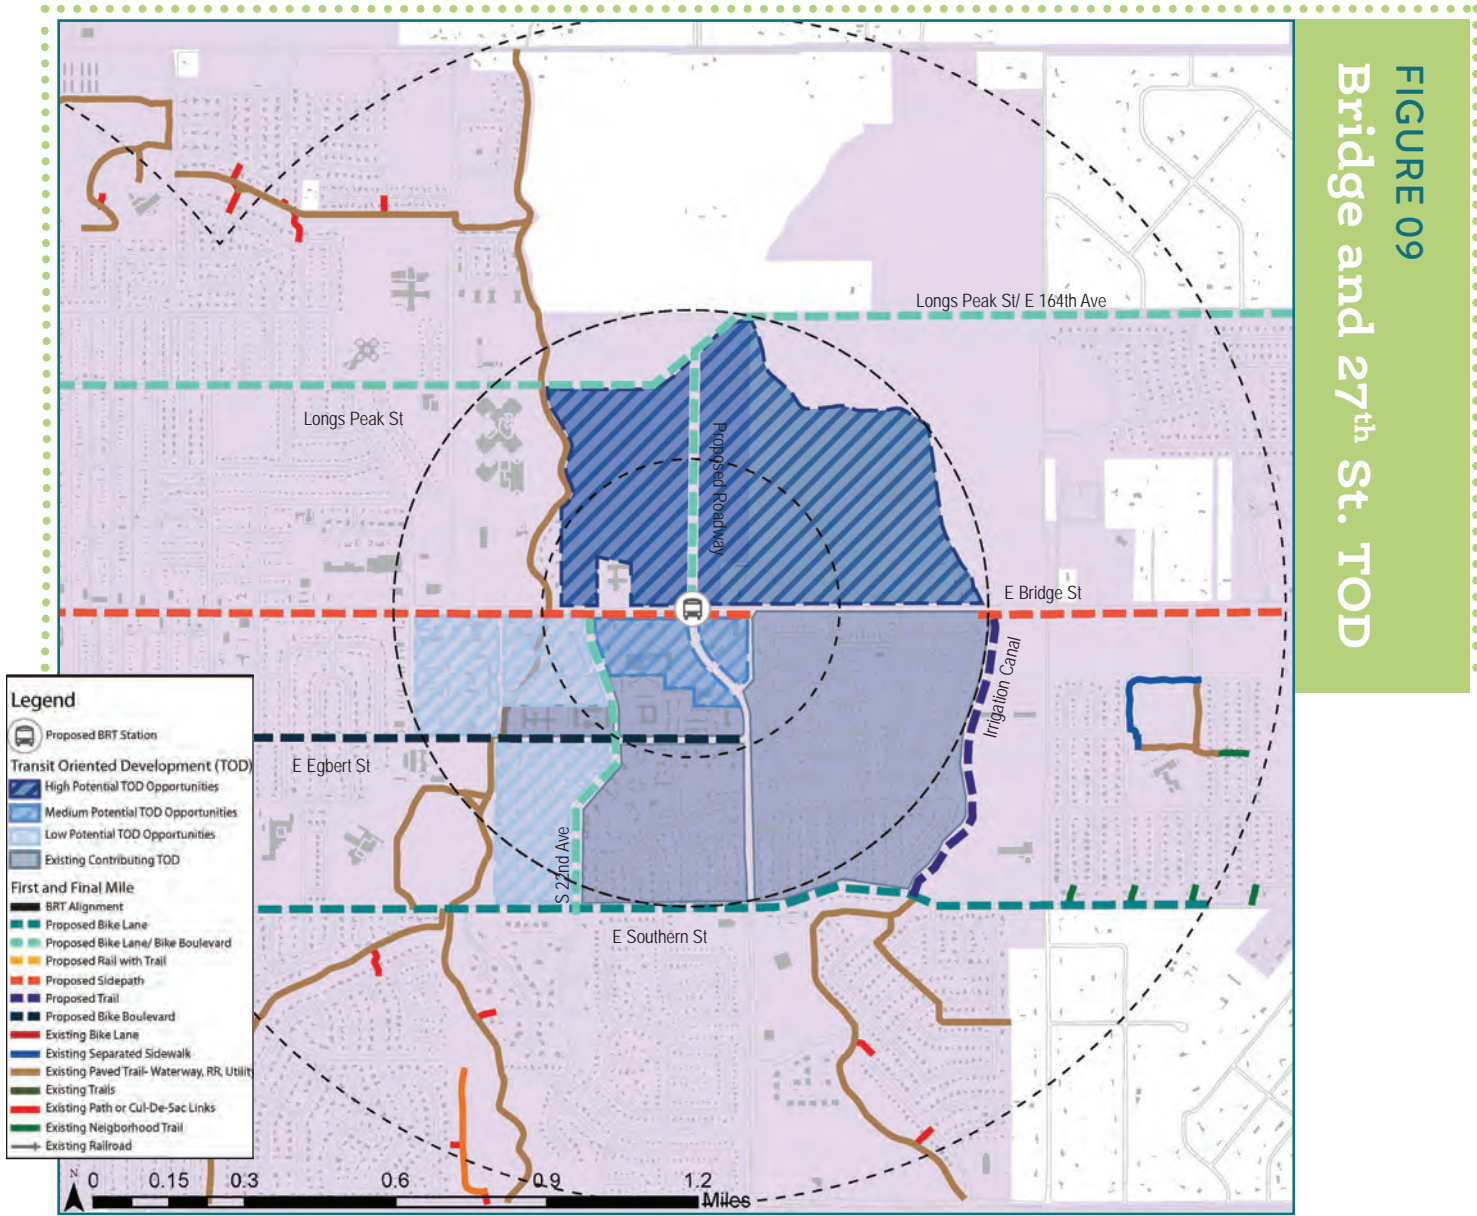 FIGURE 09
Bridge and 27th St. TOD
Longs Peak St/ E 164th Ave
Longs Peak St
Proposed Roadway
E Bridge St
Irrigation Canal
E Egbert St
S 22nd Ave
E Southern St
Legend
Proposed BRT Station
Transit Oriented Development (TOD)
High Potential TOD Opportunities
Medium Potential TOD Opportunities
Low Potential TOD Opportunities
Existing Contributing TOD
First and Final Mile
BRT Alignment
Proposed Bike Lane
Proposed Bike Lane/ Bike Boulevard
Proposed Rail with Trail
Proposed Sidepath
Proposed Trail
Proposed Bike Boulevard
Existing Bike Lane
Existing Separated Sidewalk
Existing Paved Trail- Waterway, RR, Utility
Existing Trails
Existing Path or Cul-De-Sac Links
Existing Neigborhood Trail
Existing Railroad
N
0 0.15 0.3 0.6 0.9 1.2
Miles